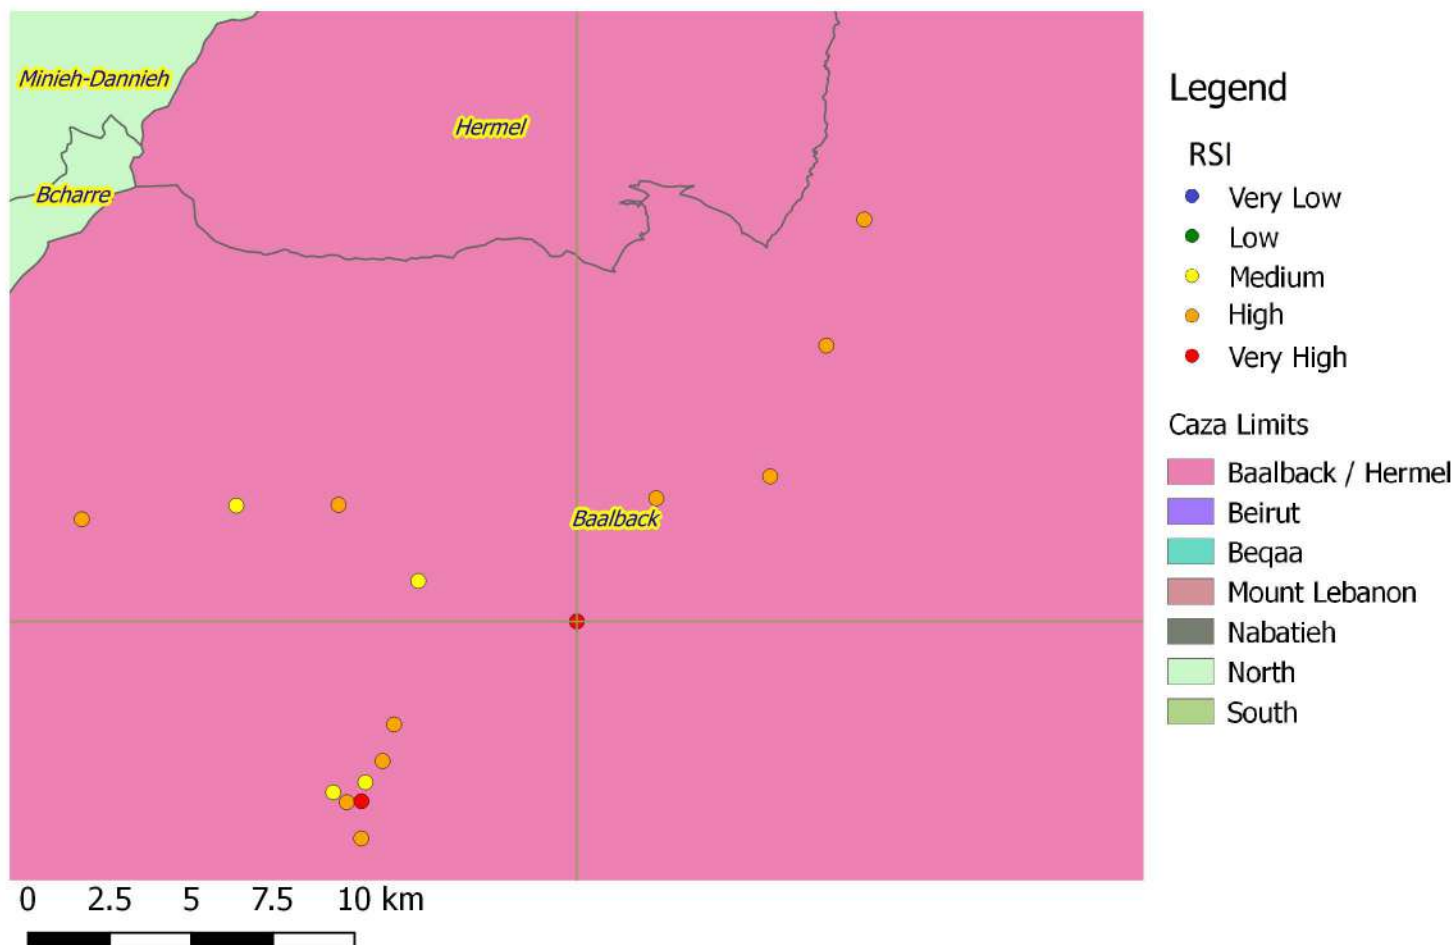 Minieh-Dannieh
Hermel
Bcharre
Baalback
0 2.5 5 7.5 10 km
Legend
RSI
Very Low
Low
Medium
High
Very High
Caza Limits
Baalback / Hermel
Beirut
Beqaa
Mount Lebanon
Nabatieh
North
South